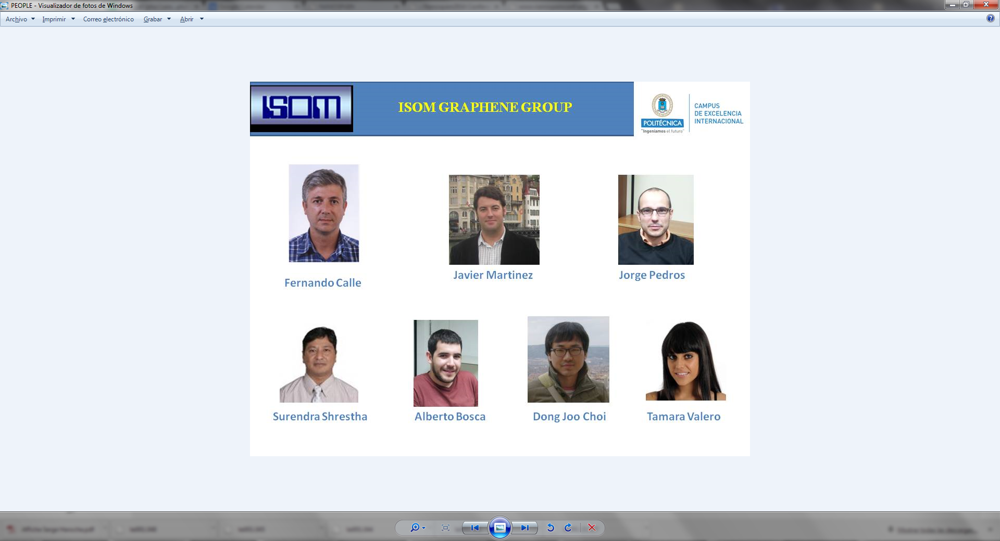 PEOPLE - Visualizador de fotos de Windows
Archivo Imprimir Correo electrónico Grabar Abrir
ISOM
ISOM GRAPHENE GROUP
POLITÉCNICA
"Ingeniamos el futuro"
CAMPUS
DE EXCELENCIA
INTERNACIONAL
Fernando Calle
Javier Martinez
Jorge Pedros
Surendra Shrestha
Alberto Bosca
Dong Joo Choi
Tamara Valero